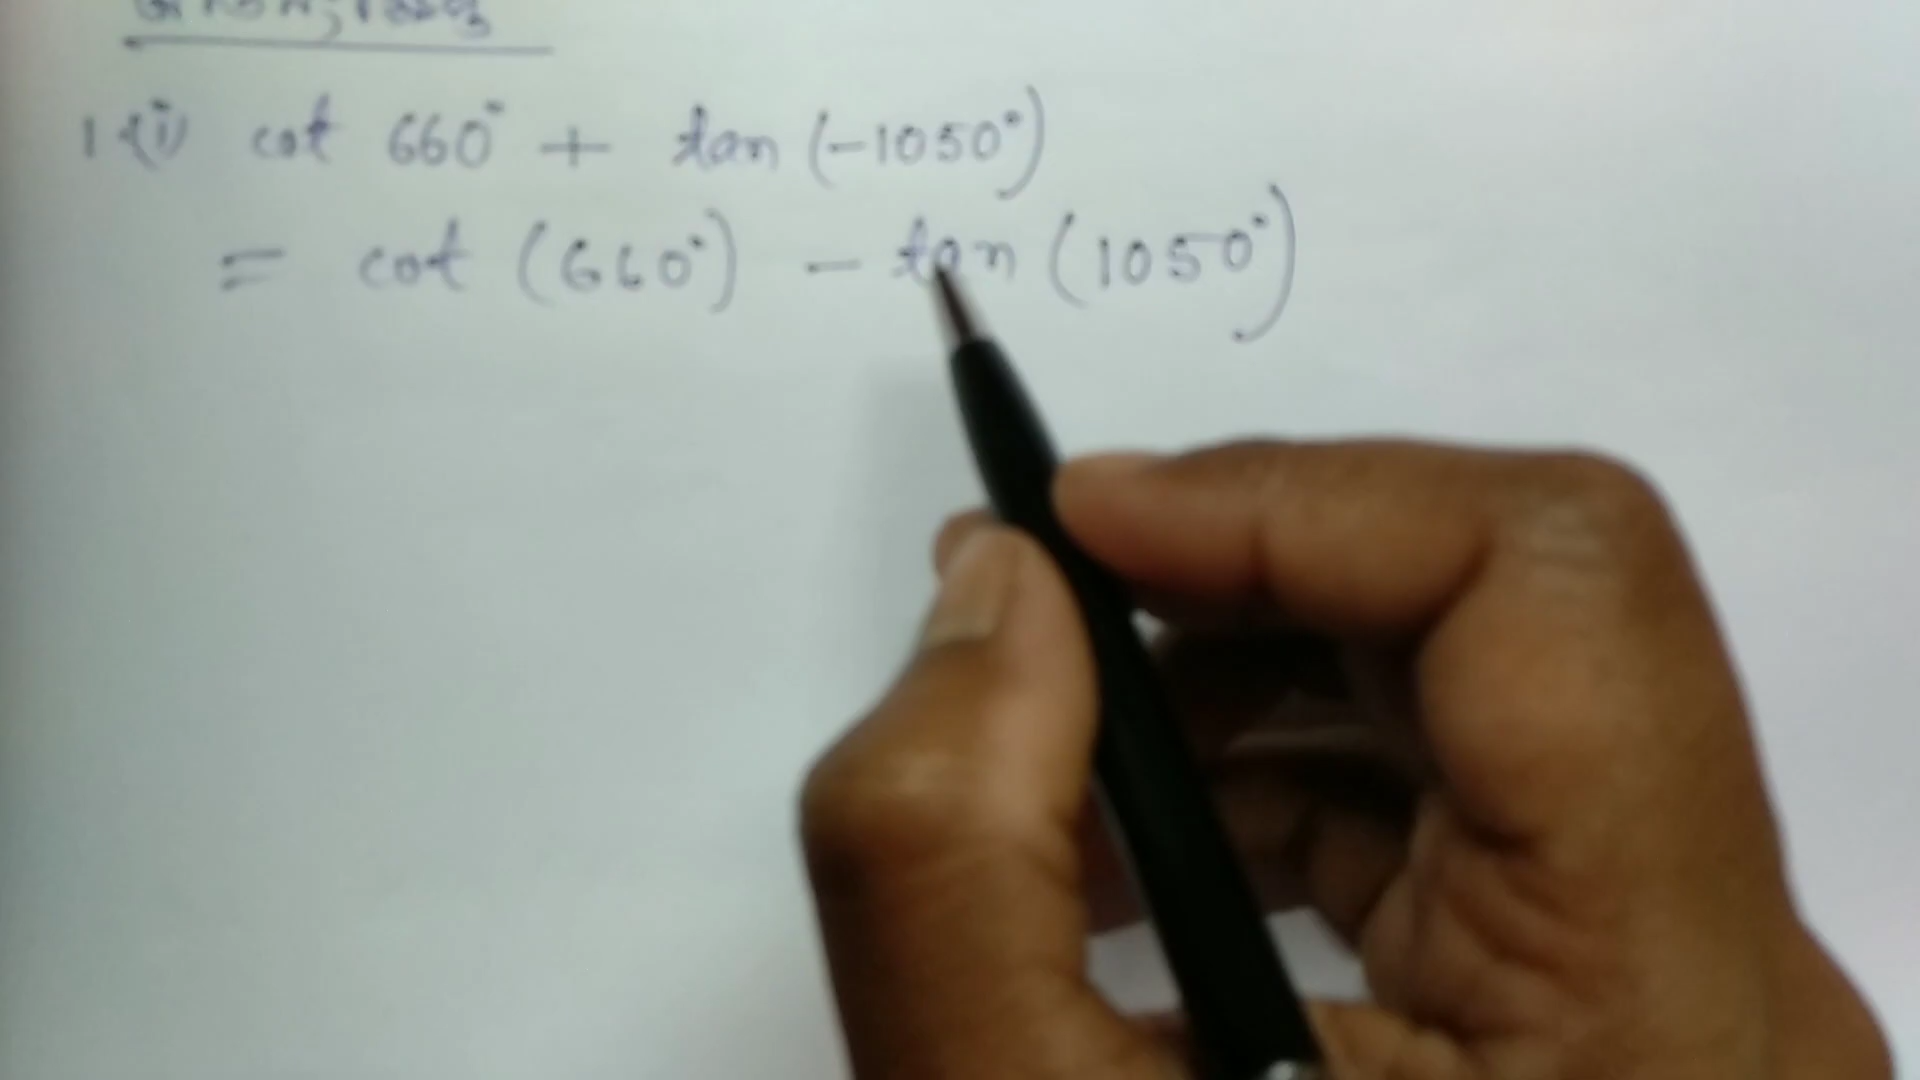 1 (i) cot 660° + tan (-1050°)
= cot (660°) - tan (1050°)